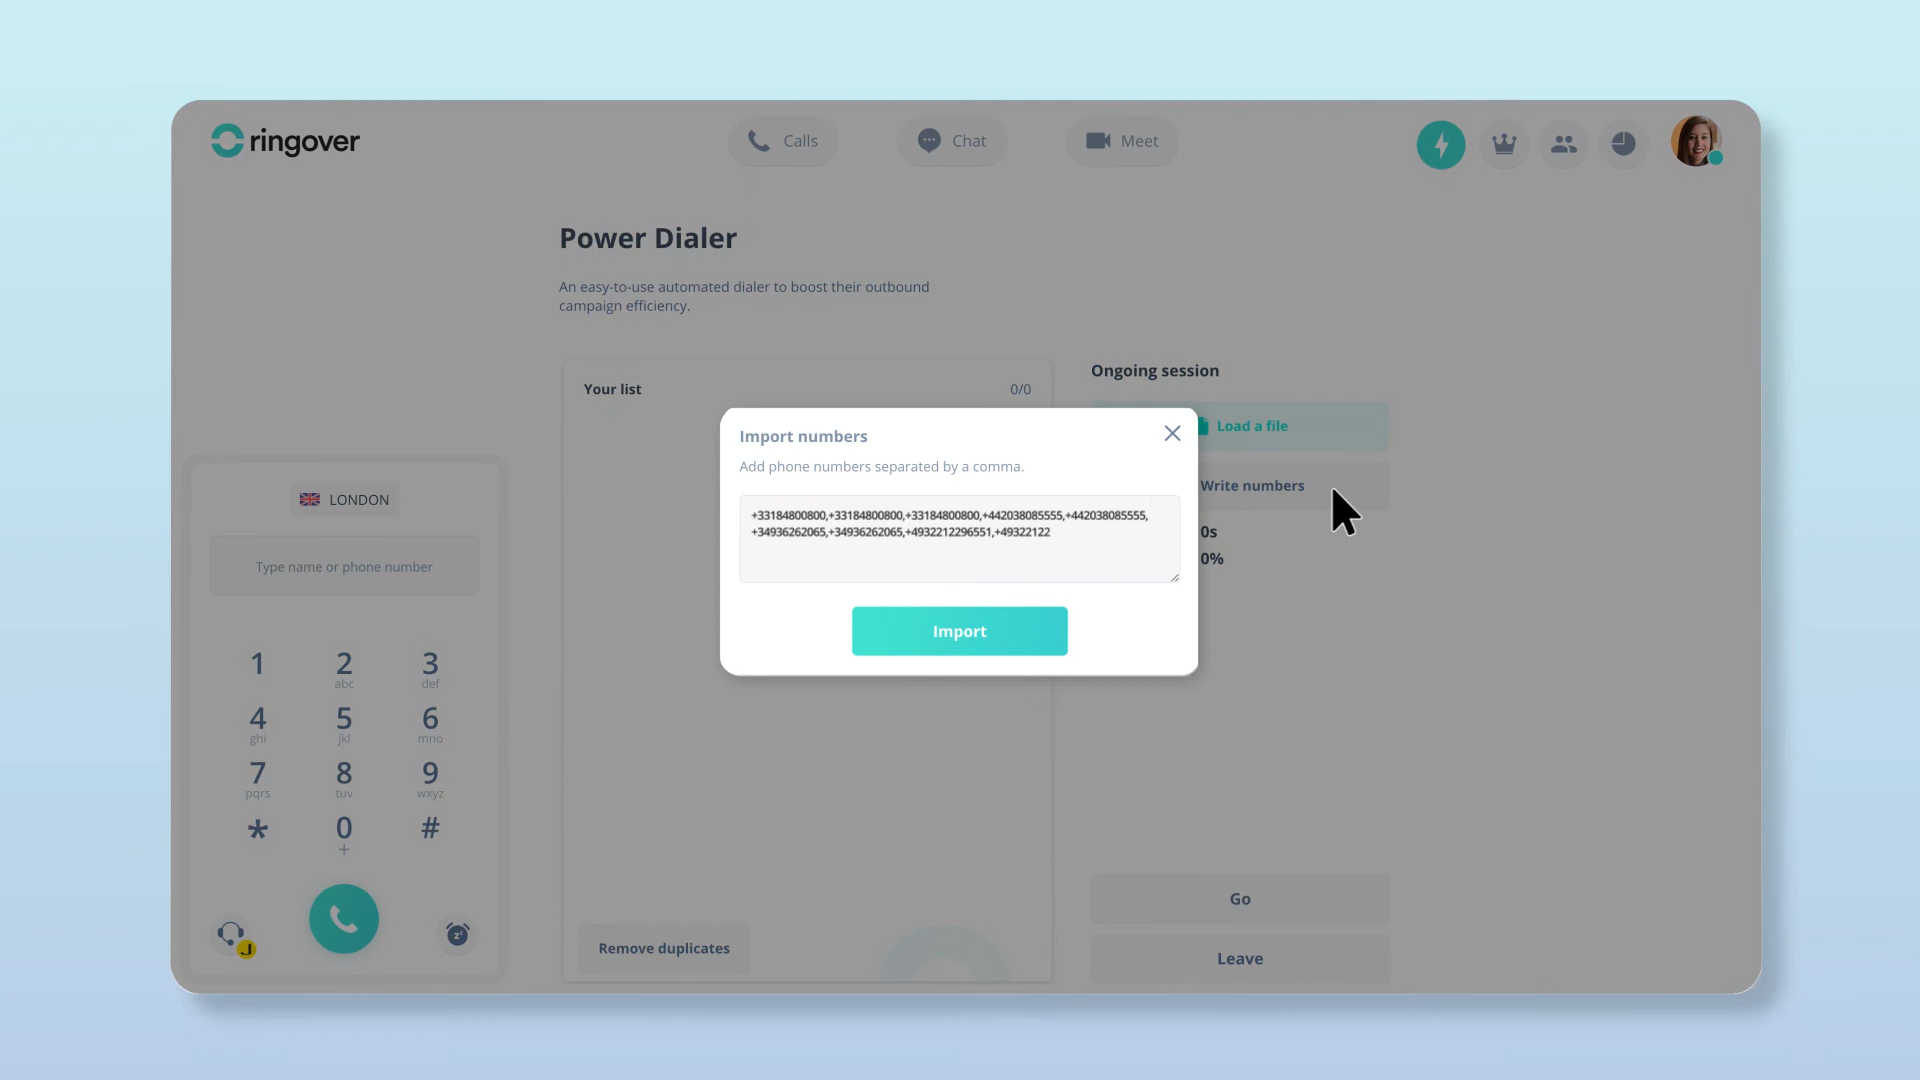 ringover
Calls
Chat
Meet
Power Dialer
An easy-to-use automated dialer to boost their outbound
campaign efficiency.
Your list
0/0
Ongoing session
Load a file
Write numbers
0s
0%
Import numbers
Add phone numbers separated by a comma.
+33184800800,+33184800800,+33184800800,+442038085555,+442038085555,
+34936262065,+34936262065,+4932212296551,+49322122
Import
LONDON
Type name or phone number
1
2
3
abc
def
4
5
6
ghi
jkl
mno
7
8
9
pqrs
tuv
wxyz
*
0
#
+
J
zz
Remove duplicates
Go
Leave